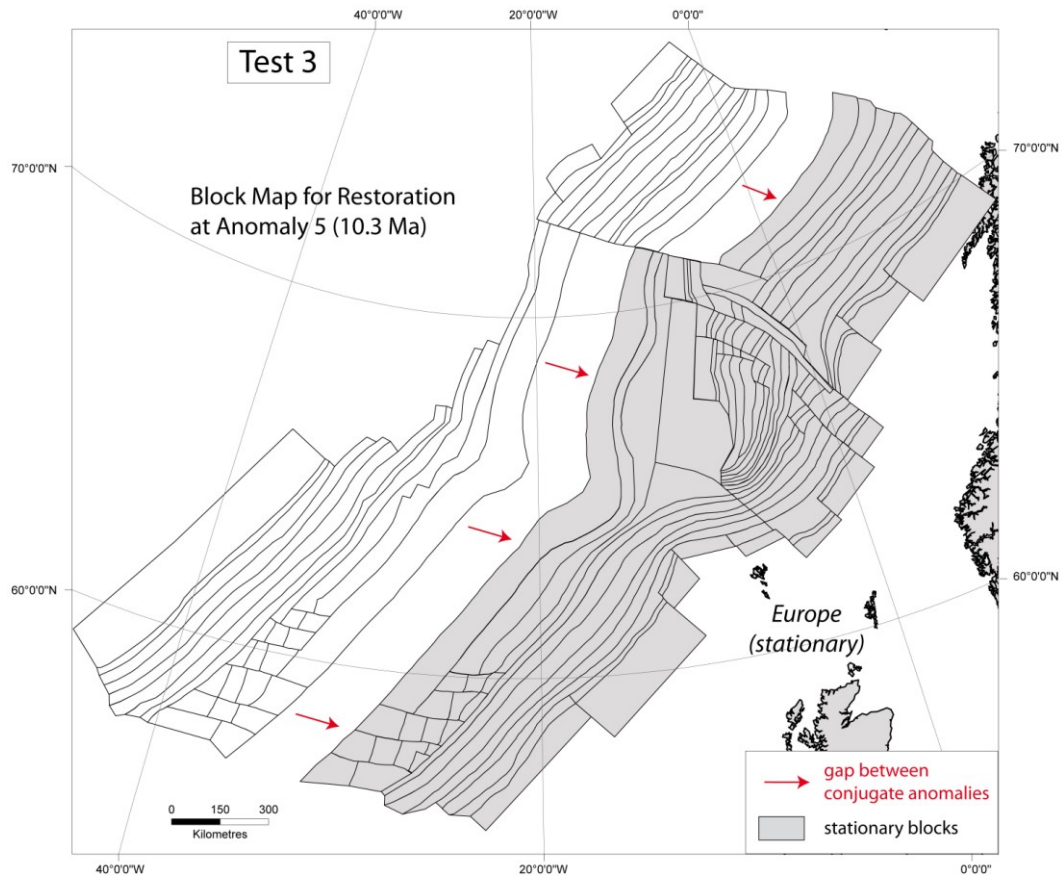 40°0'0"W
20°0'0"W
0°0'0"
Test 3
70°0'0"N
70°0'0"N
Block Map for Restoration
at Anomaly 5 (10.3 Ma)
60°0'0"N
60°0'0"N
Europe
(stationary)
gap between
conjugate anomalies
stationary blocks
0 150 300
Kilometres
40°0'0"W
20°0'0"W
0°0'0"W